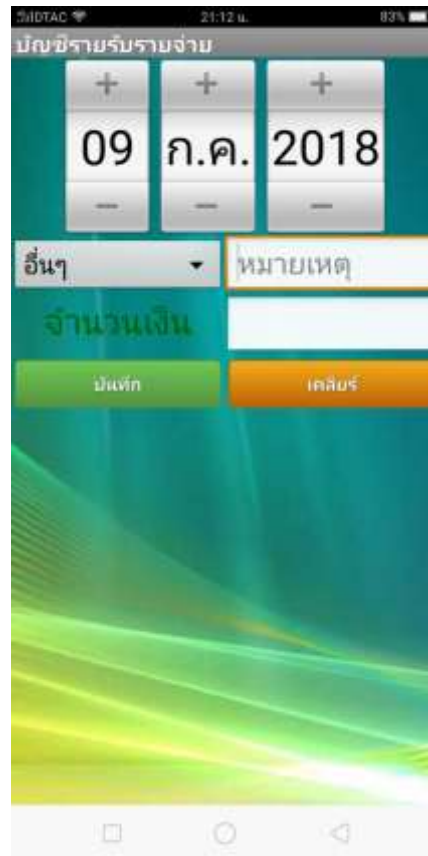 DTAC 21:12 น. 83%
บัญชีรายรับรายจ่าย
+ + +
09 ก.ค. 2018
− − −
อื่นๆ หมายเหตุ
จำนวนเงิน
บันทึก เคลียร์